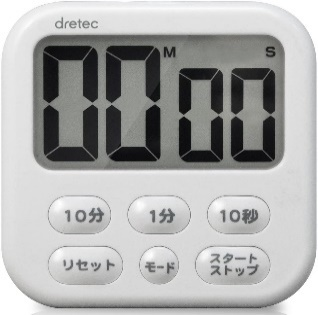 dretec
00 M 00 S
10分 1分 10秒
リセット モード スタート
ストップ